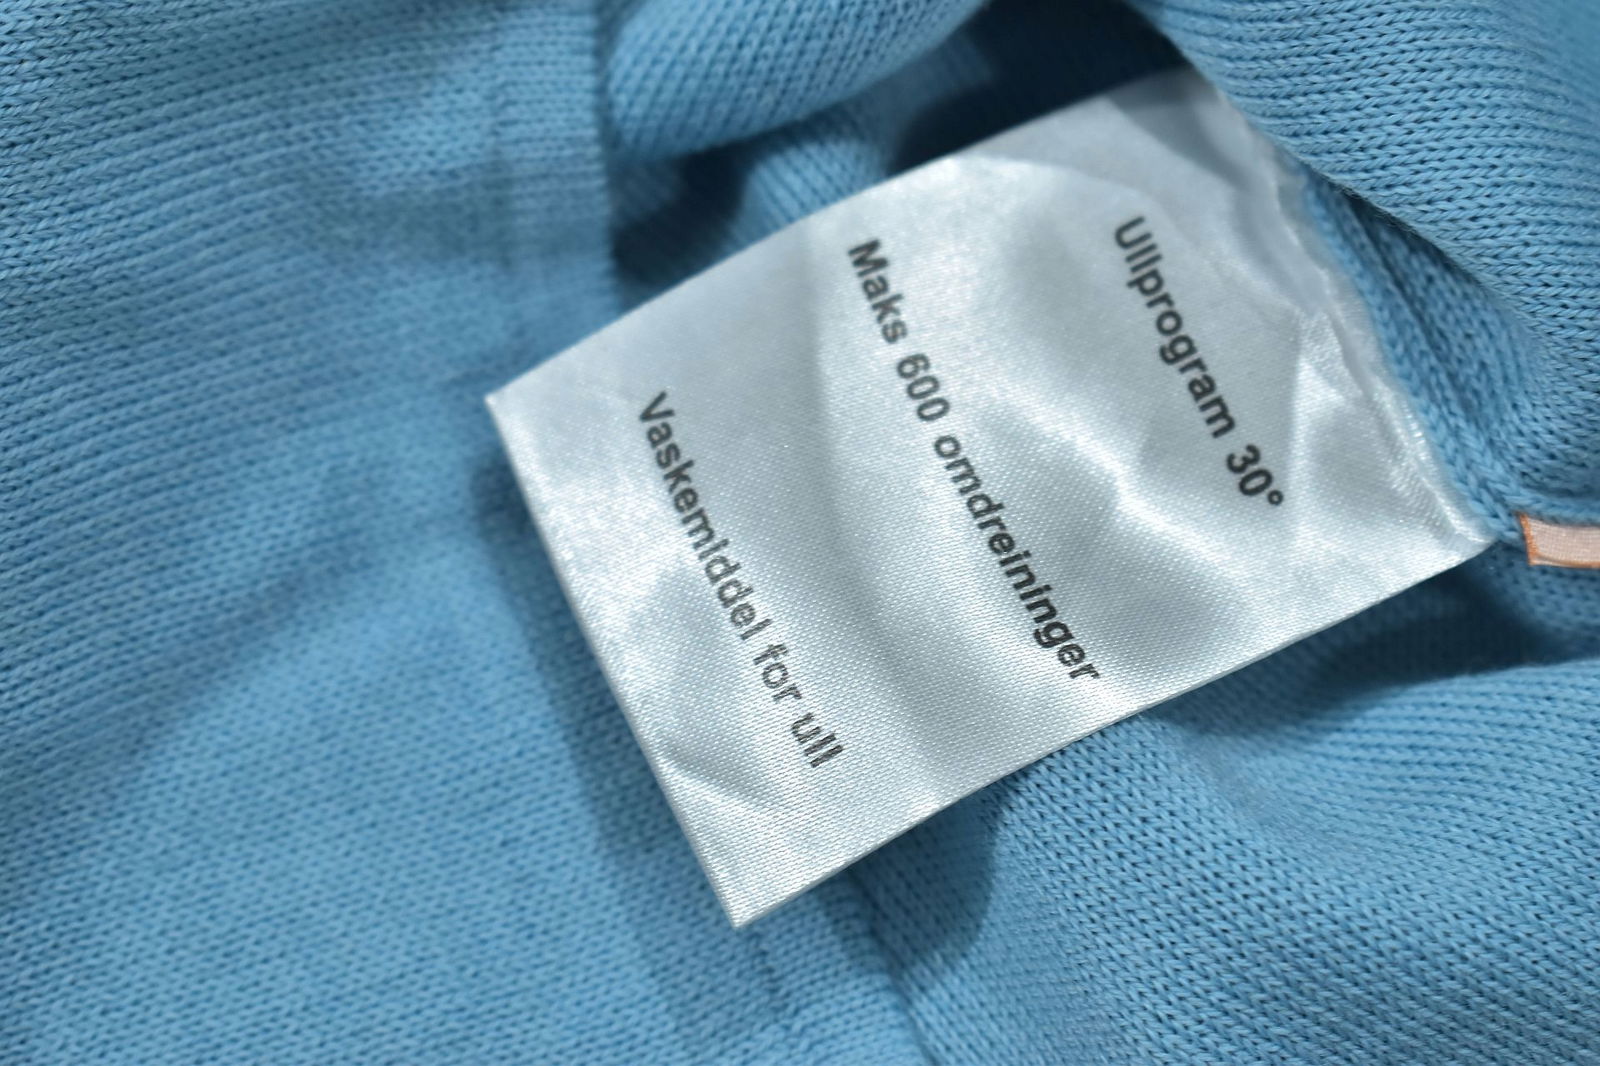 Ullprogram 30°
Maks 600 omdreininger
Vaskemiddel for ull